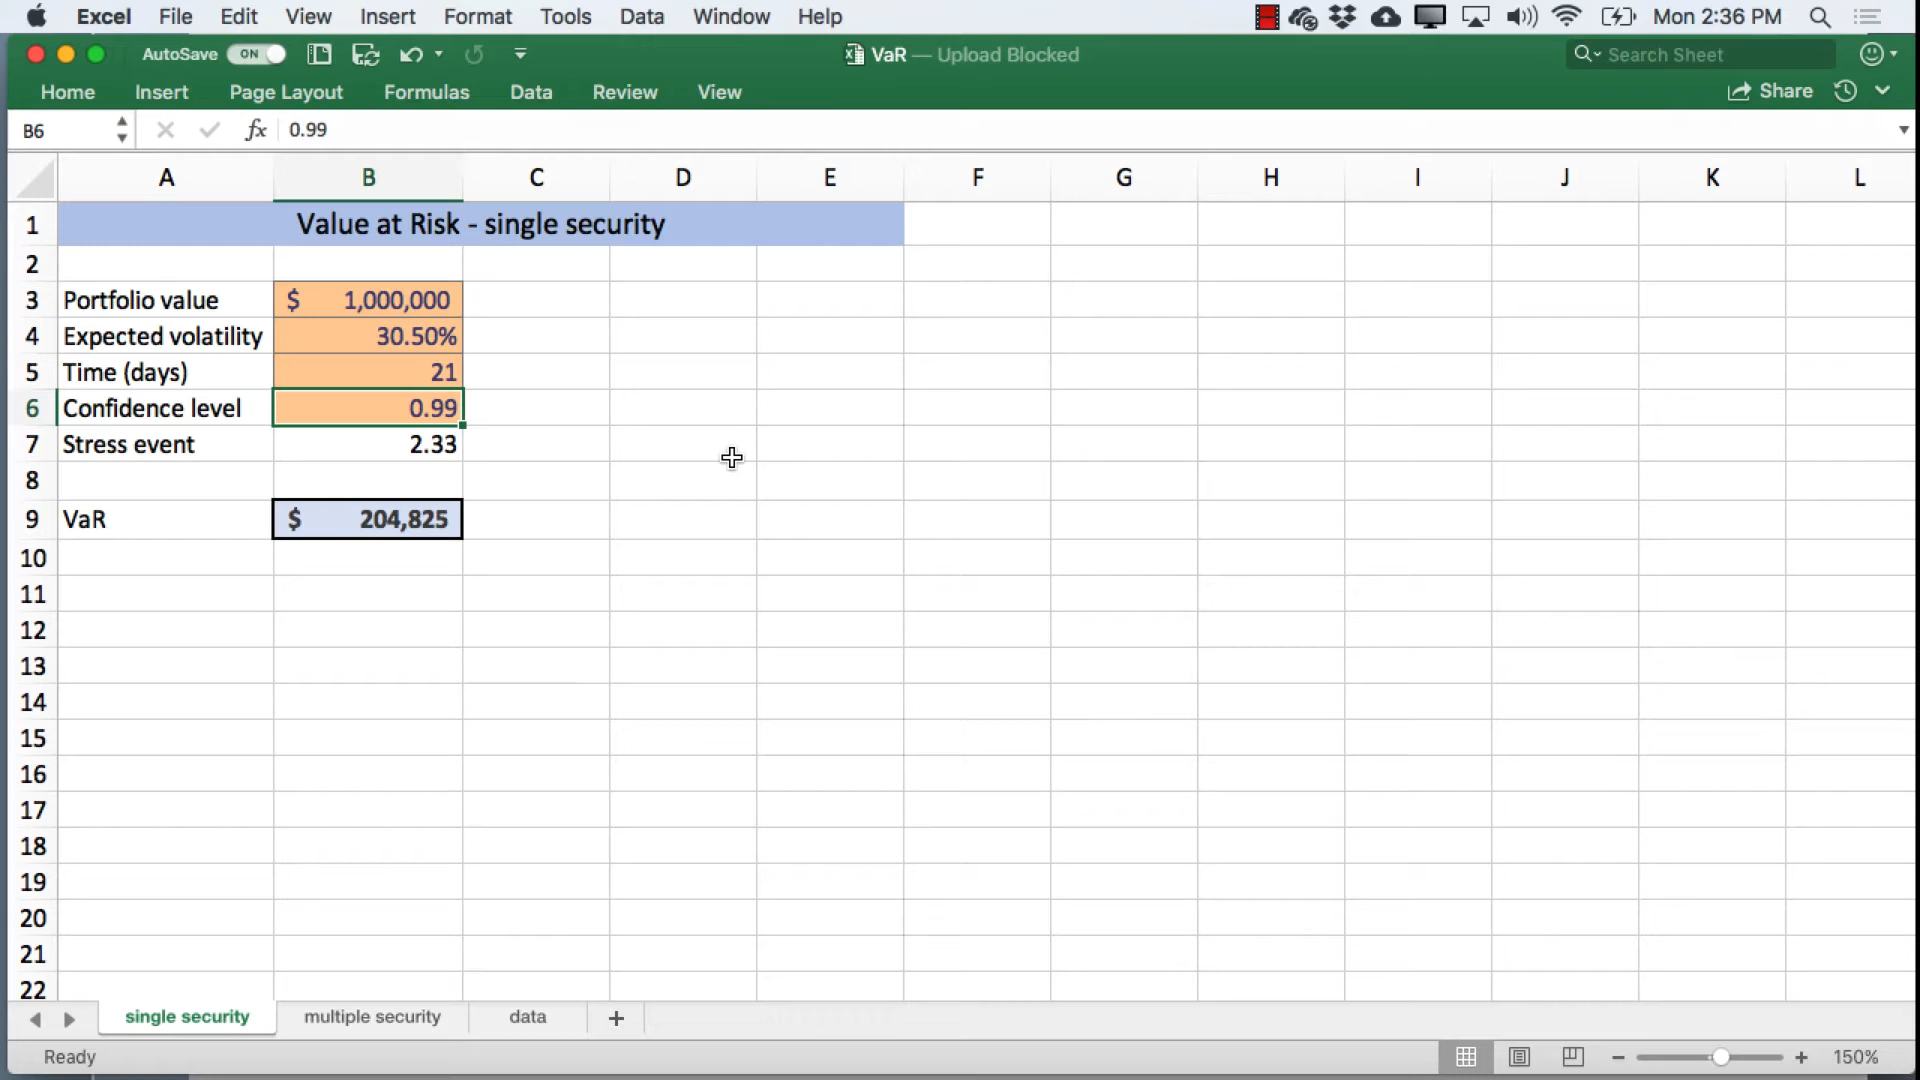 Excel File Edit View Insert Format Tools Data Window Help Mon 2:36 PM
AutoSave ON VaR — Upload Blocked Search Sheet
Home Insert Page Layout Formulas Data Review View Share
B6 fx 0.99
A B C D E F G H I J K L
1 Value at Risk - single security
2
3 Portfolio value $ 1,000,000
4 Expected volatility 30.50%
5 Time (days) 21
6 Confidence level 0.99
7 Stress event 2.33
8
9 VaR $ 204,825
10
11
12
13
14
15
16
17
18
19
20
21
22
single security multiple security data +
Ready 150%